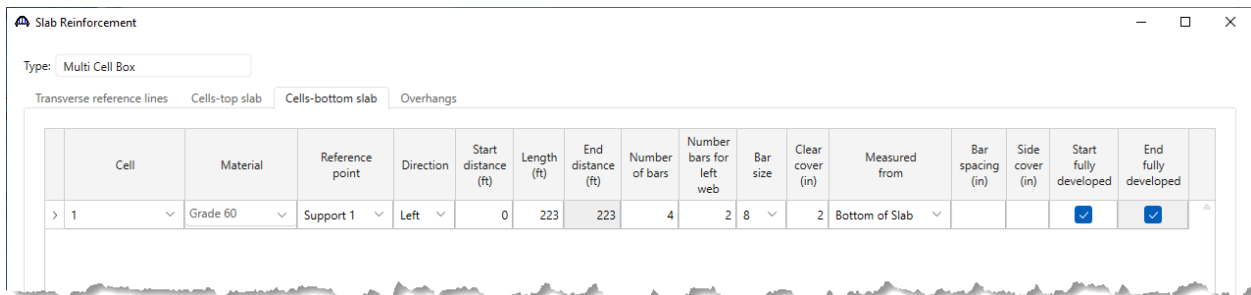 Slab Reinforcement
Type: Multi Cell Box
Transverse reference lines Cells-top slab Cells-bottom slab Overhangs
Cell Material Reference point Direction Start distance (ft) Length (ft) End distance (ft) Number of bars Number bars for left web Bar size Clear cover (in) Measured from Bar spacing (in) Side cover (in) Start fully developed End fully developed
1 Grade 60 Support 1 Left 0 223 223 4 2 8 2 Bottom of Slab